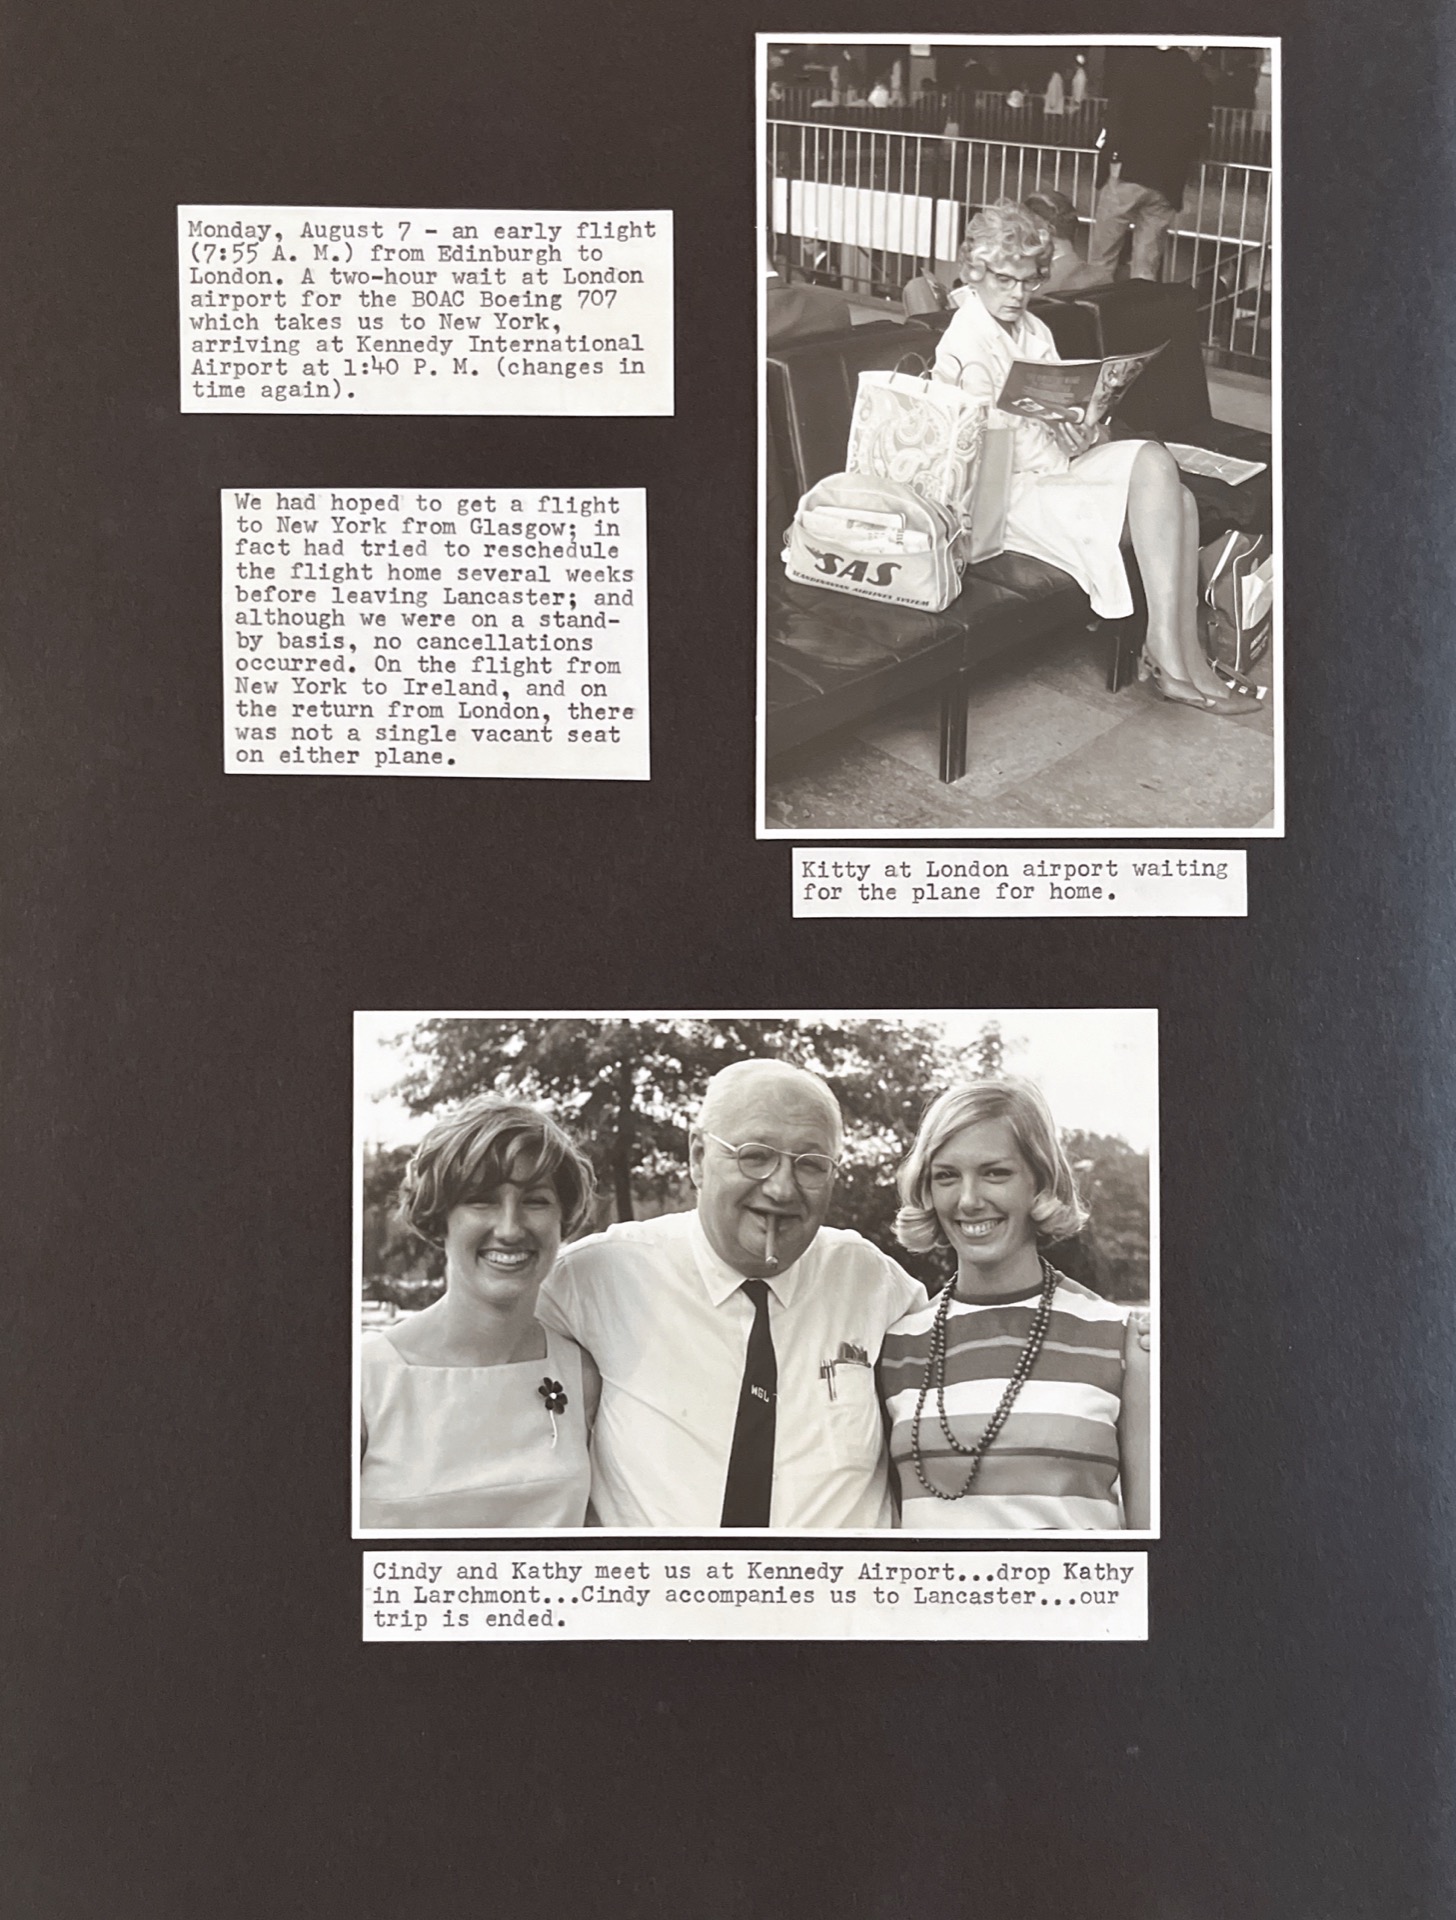 Monday, August 7 - an early flight
(7:55 A. M.) from Edinburgh to
London. A two-hour wait at London
airport for the BOAC Boeing 707
which takes us to New York,
arriving at Kennedy International
Airport at 1:40 P. M. (changes in
time again).
We had hoped to get a flight
to New York from Glasgow; in
fact had tried to reschedule
the flight home several weeks
before leaving Lancaster; and
although we were on a stand-
by basis, no cancellations
occurred. On the flight from
New York to Ireland, and on
the return from London, there
was not a single vacant seat
on either plane.
SAS
SCANDINAVIAN AIRLINES SYSTEM
Kitty at London airport waiting
for the plane for home.
WGL
Cindy and Kathy meet us at Kennedy Airport...drop Kathy
in Larchmont...Cindy accompanies us to Lancaster...our
trip is ended.